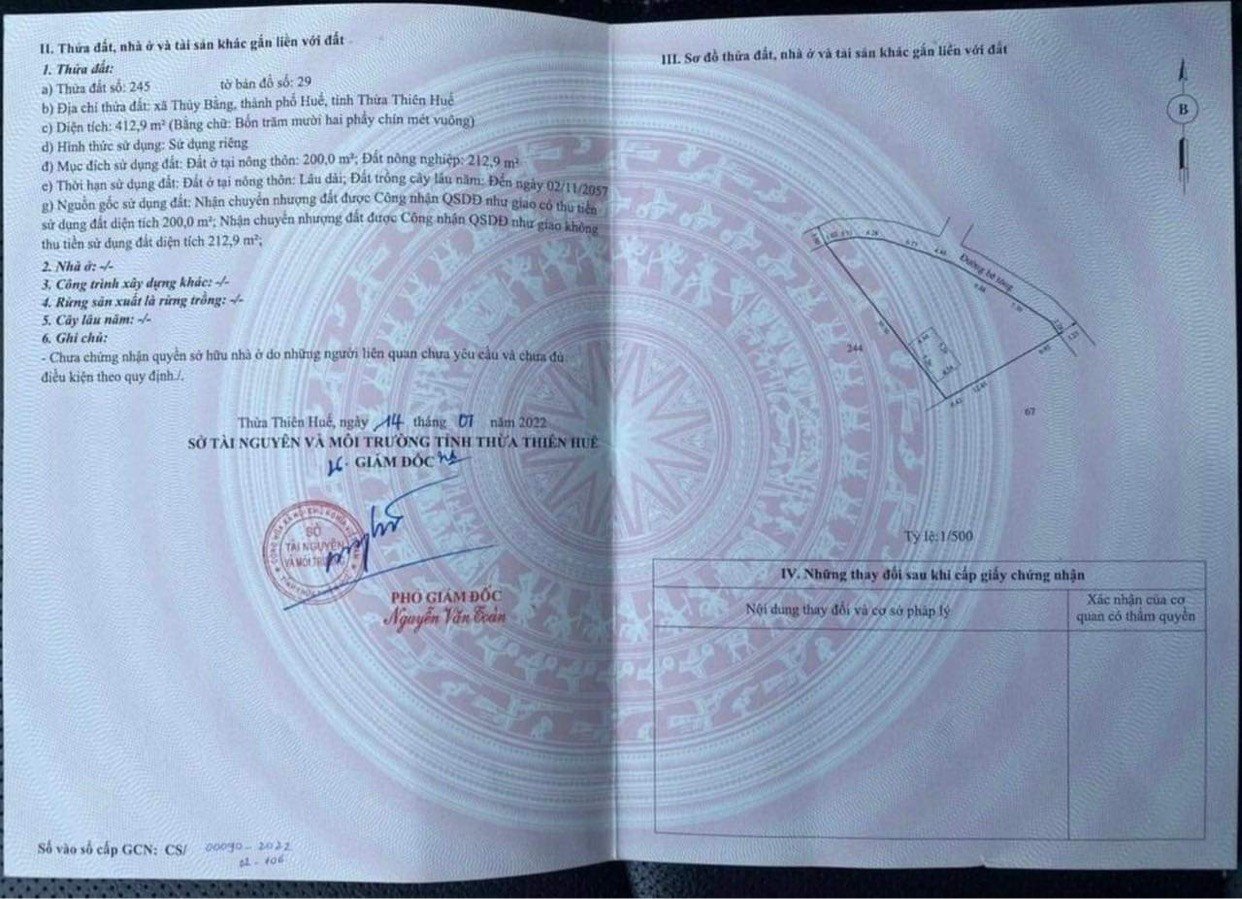 II. Thửa đất, nhà ở và tài sản khác gắn liền với đất
1. Thửa đất:
a) Thửa đất số: 245 tờ bản đồ số: 29
b) Địa chỉ thửa đất: xã Thủy Bằng, thành phố Huế, tỉnh Thừa Thiên Huế
c) Diện tích: 412,9 m² (Bằng chữ: Bốn trăm mười hai phẩy chín mét vuông)
d) Hình thức sử dụng: Sử dụng riêng
đ) Mục đích sử dụng đất: Đất ở tại nông thôn: 200,0 m²; Đất nông nghiệp: 212,9 m²
e) Thời hạn sử dụng đất: Đất ở tại nông thôn: Lâu dài; Đất trồng cây lâu năm: Đến ngày 02/11/2057
g) Nguồn gốc sử dụng đất: Nhận chuyển nhượng đất được Công nhận QSDĐ như giao có thu tiền
sử dụng đất diện tích 200,0 m²; Nhận chuyển nhượng đất được Công nhận QSDĐ như giao không
thu tiền sử dụng đất diện tích 212,9 m²;
2. Nhà ở: -/-
3. Công trình xây dựng khác: -/-
4. Rừng sản xuất là rừng trồng: -/-
5. Cây lâu năm: -/-
6. Ghi chú:
- Chưa chứng nhận quyền sở hữu nhà ở do những người liên quan chưa yêu cầu và chưa đủ
điều kiện theo quy định./.
Thừa Thiên Huế, ngày 14 tháng 01 năm 2022
SỞ TÀI NGUYÊN VÀ MÔI TRƯỜNG TỈNH THỪA THIÊN HUẾ
GIÁM ĐỐC
SỞ
TÀI NGUYÊN
VÀ MÔI TRƯỜNG
PHÓ GIÁM ĐỐC
Nguyễn Văn Toản
Số vào sổ cấp GCN: CS/ 00090 - 2022
III. Sơ đồ thửa đất, nhà ở và tài sản khác gắn liền với đất
B
Đường bê tông
244
67
Tỷ lệ: 1/500
IV. Những thay đổi sau khi cấp giấy chứng nhận
Nội dung thay đổi và cơ sở pháp lý
Xác nhận của cơ
quan có thẩm quyền